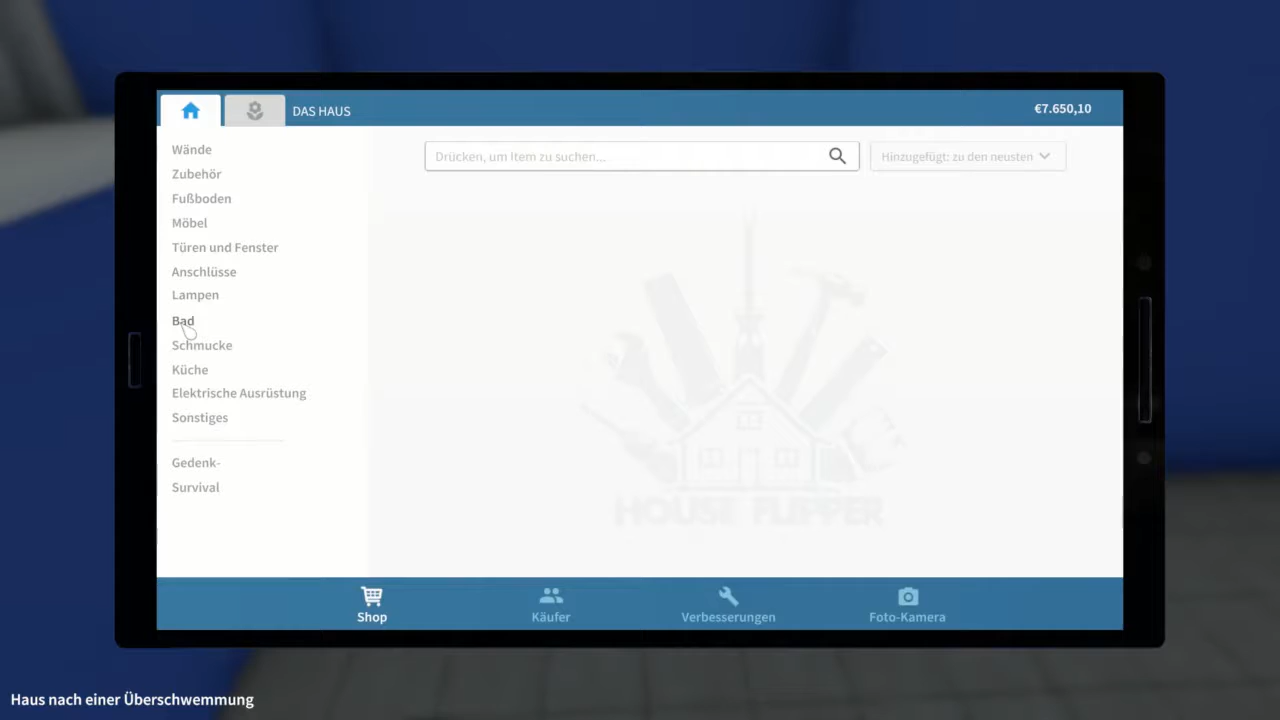 DAS HAUS
€7.650,10
Wände
Zubehör
Fußboden
Möbel
Türen und Fenster
Anschlüsse
Lampen
Bad
Schmucke
Küche
Elektrische Ausrüstung
Sonstiges
Gedenk-
Survival
Drücken, um Item zu suchen...
Hinzugefügt: zu den neusten
HOUSE FLIPPER
Shop
Käufer
Verbesserungen
Foto-Kamera
Haus nach einer Überschwemmung